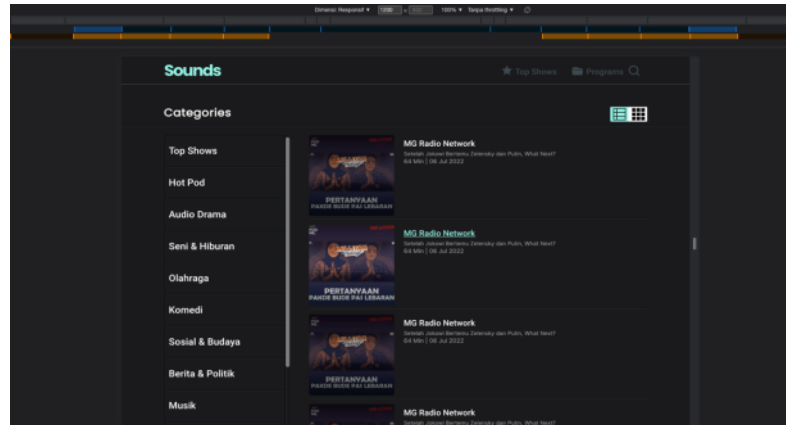 Dimensi: Responsif ▾ 1200 × 100% ▾ Tanpa throttling ▾
Sounds
Top Shows Programs
Categories
Top Shows
Hot Pod
Audio Drama
Seni & Hiburan
Olahraga
Komedi
Sosial & Budaya
Berita & Politik
Musik
PERTANYAAN
PAKDE BUDE PAS LEBARAN
MG Radio Network
Setelah Jokowi Bertemu Zelensky dan Putin, What Next?
64 Min | 06 Jul 2022
PERTANYAAN
PAKDE BUDE PAS LEBARAN
MG Radio Network
Setelah Jokowi Bertemu Zelensky dan Putin, What Next?
64 Min | 06 Jul 2022
PERTANYAAN
PAKDE BUDE PAS LEBARAN
MG Radio Network
Setelah Jokowi Bertemu Zelensky dan Putin, What Next?
64 Min | 06 Jul 2022
MG Radio Network
Setelah Jokowi Bertemu Zelensky dan Putin, What Next?